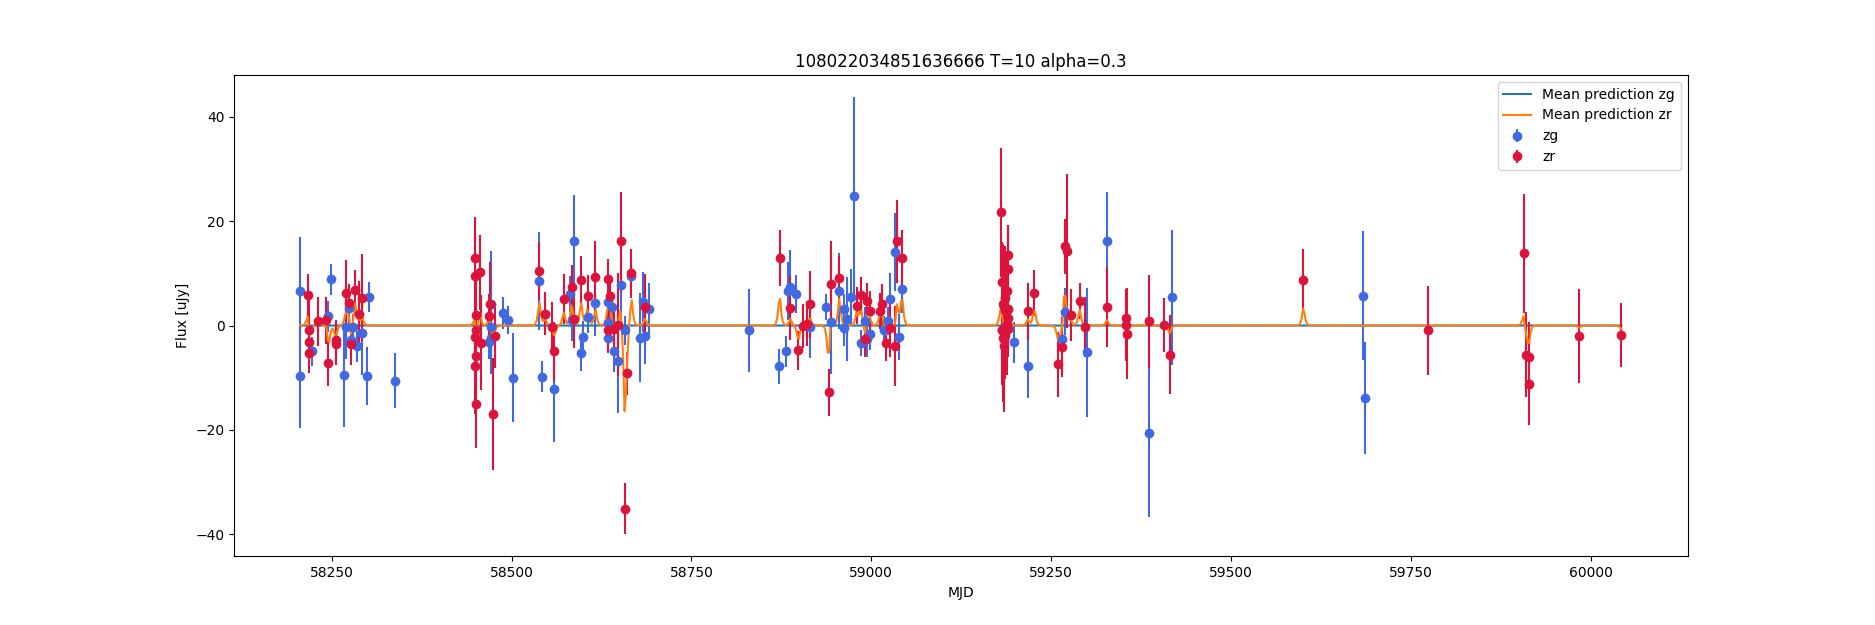 108022034851636666 T=10 alpha=0.3
Mean prediction zg
Mean prediction zr
zg
zr
Flux [uJy]
40
20
0
−20
−40
58250 58500 58750 59000 59250 59500 59750 60000
MJD